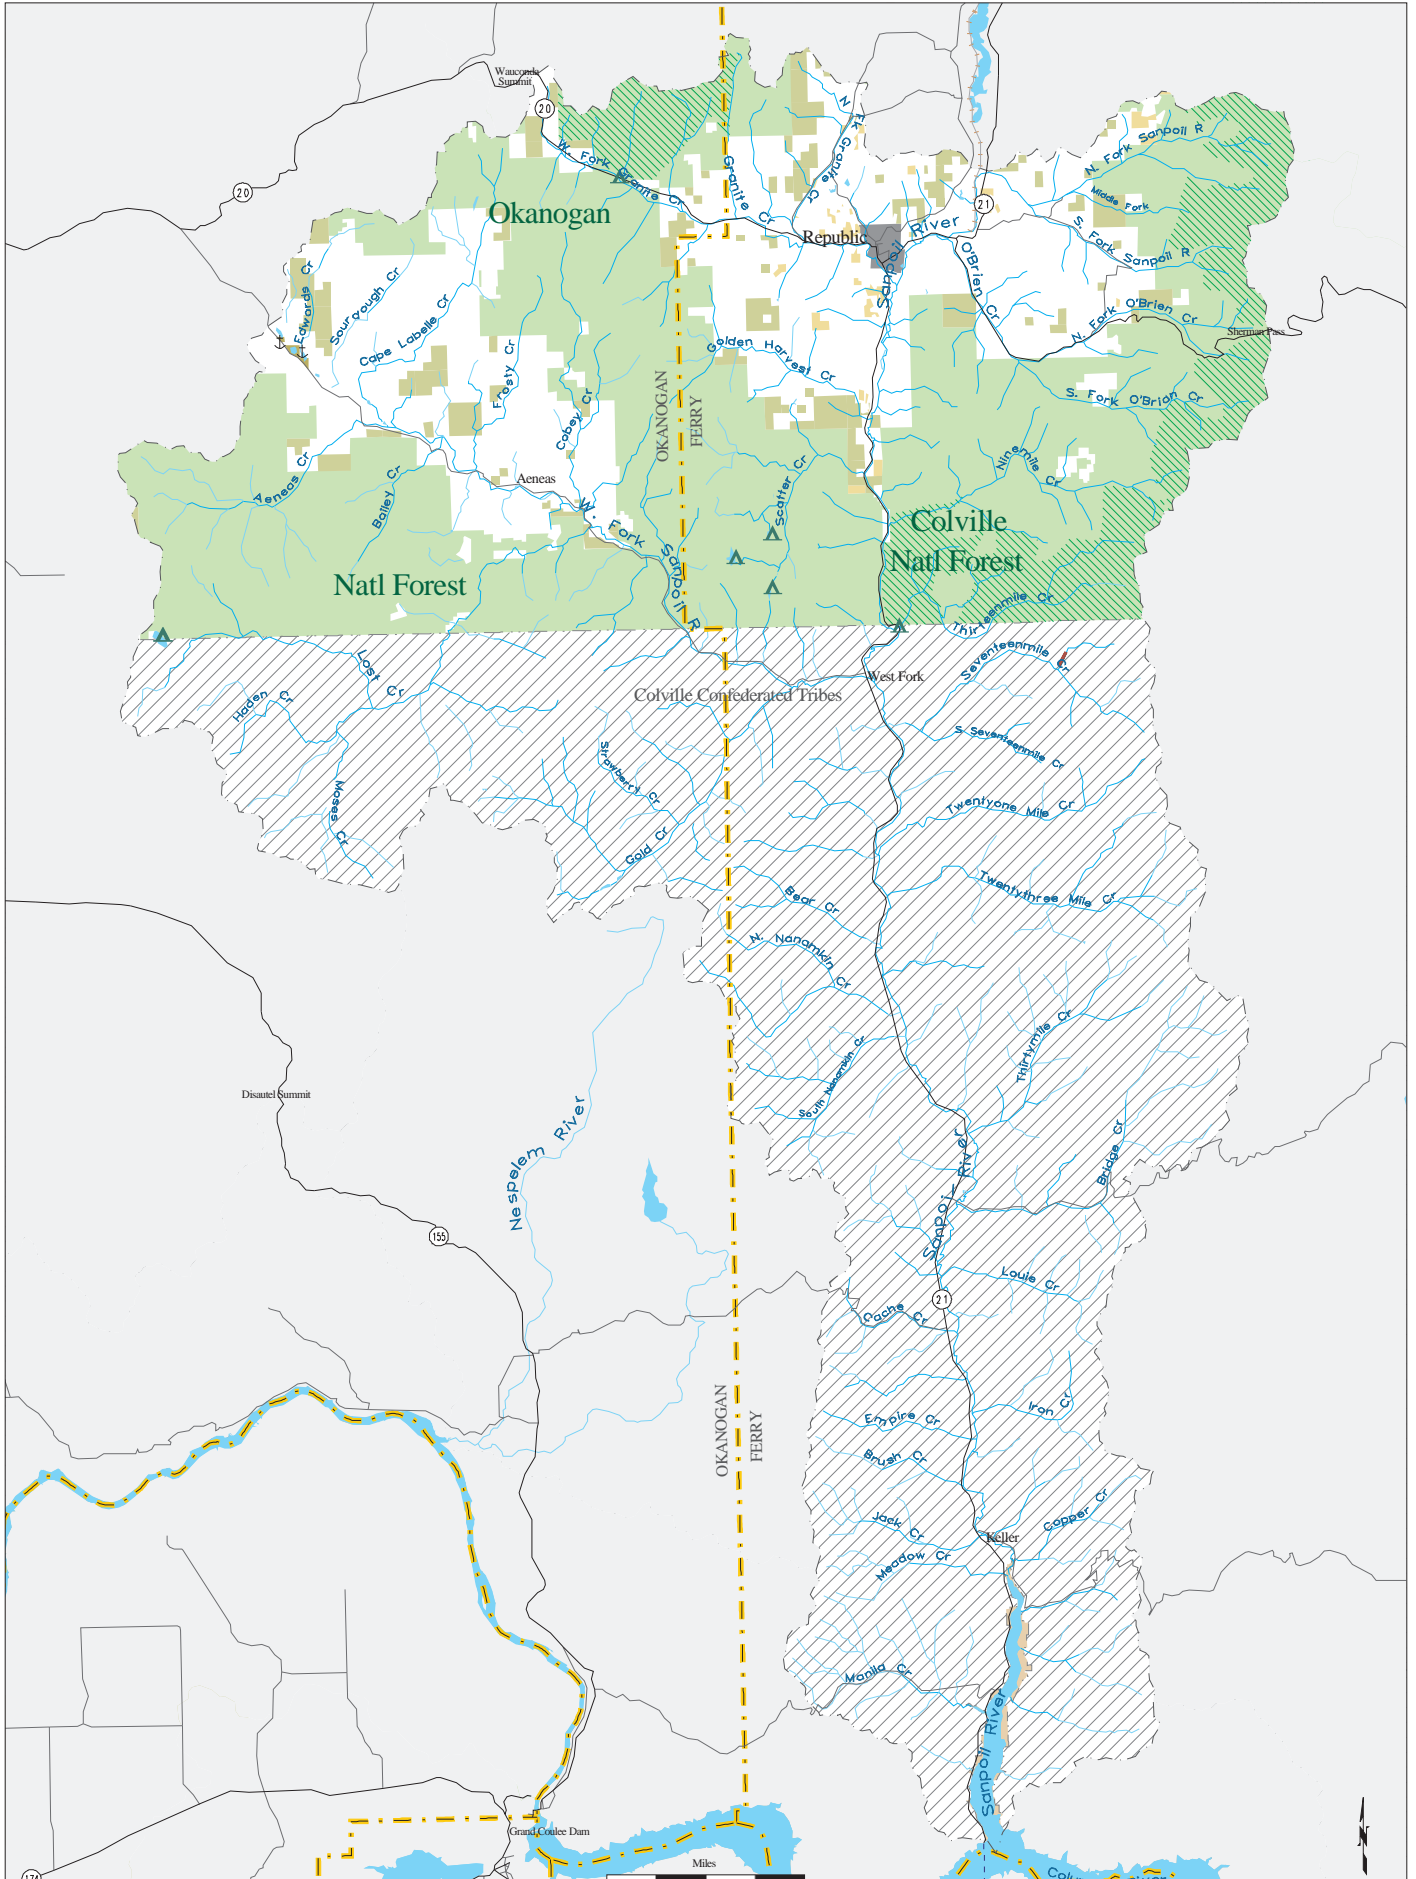 Wauconda
Summit
20
20
W. Fork Granite Cr
Granite Cr
N Fk Granite Cr
N. Fork Sanpoil R
Middle Fork
S. Fork Sanpoil R
21
Okanogan
Republic
Sanpoil River
O'Brien Cr
N. Fork O'Brien Cr
Sherman Pass
S. Fork O'Brian Cr
Edwards Cr
Sourdough Cr
Cape Labelle Cr
Frosty Cr
Cobey Cr
Golden Harvest Cr
OKANOGAN
FERRY
Aeneas Cr
Bailey Cr
Aeneas
W. Fork Sanpoil R
Scatter Cr
Ninemile Cr
Colville
Natl Forest
Natl Forest
Thirteenmile Cr
Seventeenmile Cr
West Fork
Colville Confederated Tribes
Lost Cr
Haden Cr
Moses Cr
Strawberry Cr
Gold Cr
S Seventeenmile Cr
Twentyone Mile Cr
Twentythree Mile Cr
Bear Cr
N. Nanamkin Cr
South Nanamkin Cr
Thirtymile Cr
Bridge Cr
Disautel Summit
Nespelem River
155
Sanpoil River
Louie Cr
21
Cache Cr
OKANOGAN
FERRY
Iron Cr
Empire Cr
Brush Cr
Jack Cr
Keller
Copper Cr
Meadow Cr
Manila Cr
Sanpoil River
Grand Coulee Dam
Miles
N
174